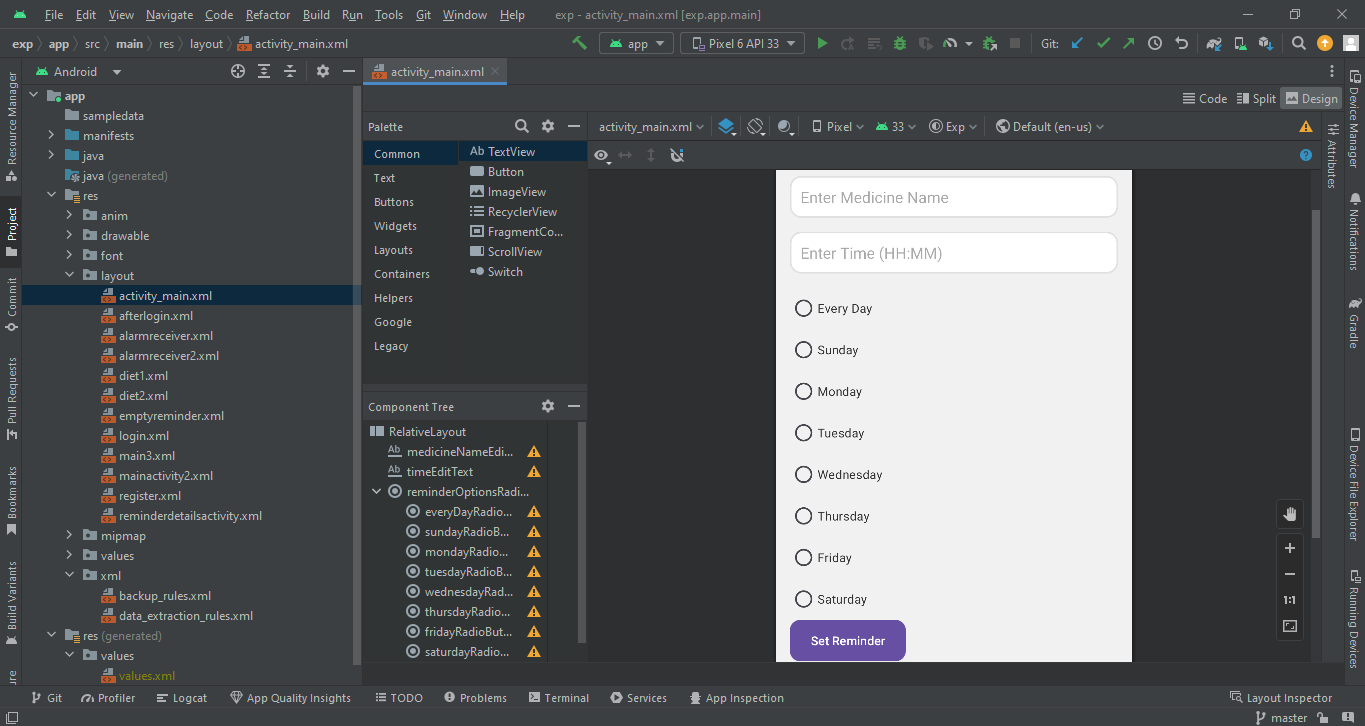 File Edit View Navigate Code Refactor Build Run Tools Git Window Help exp - activity_main.xml [exp.app.main]
exp app src main res layout activity_main.xml app Pixel 6 API 33 Git:
Android
activity_main.xml
Code Split Design
Resource Manager
Project
Commit
Pull Requests
Bookmarks
Build Variants
app
sampledata
manifests
java
java (generated)
res
anim
drawable
font
layout
activity_main.xml
afterlogin.xml
alarmreceiver.xml
alarmreceiver2.xml
diet1.xml
diet2.xml
emptyreminder.xml
login.xml
main3.xml
mainactivity2.xml
register.xml
reminderdetailsactivity.xml
mipmap
values
xml
backup_rules.xml
data_extraction_rules.xml
res (generated)
values
values.xml
Palette
Common
Text
Buttons
Widgets
Layouts
Containers
Helpers
Google
Legacy
Ab TextView
Button
ImageView
RecyclerView
FragmentCo...
ScrollView
Switch
Component Tree
RelativeLayout
Ab medicineNameEdi...
Ab timeEditText
reminderOptionsRadi...
everyDayRadio...
sundayRadioB...
mondayRadio...
tuesdayRadioB...
wednesdayRad...
thursdayRadio...
fridayRadioBut...
saturdayRadio...
activity_main.xml Pixel 33 Exp Default (en-us)
Enter Medicine Name
Enter Time (HH:MM)
Every Day
Sunday
Monday
Tuesday
Wednesday
Thursday
Friday
Saturday
Set Reminder
1:1
Attributes
Device Manager
Notifications
Gradle
Device File Explorer
Running Devices
Git Profiler Logcat App Quality Insights TODO Problems Terminal Services App Inspection Layout Inspector
master